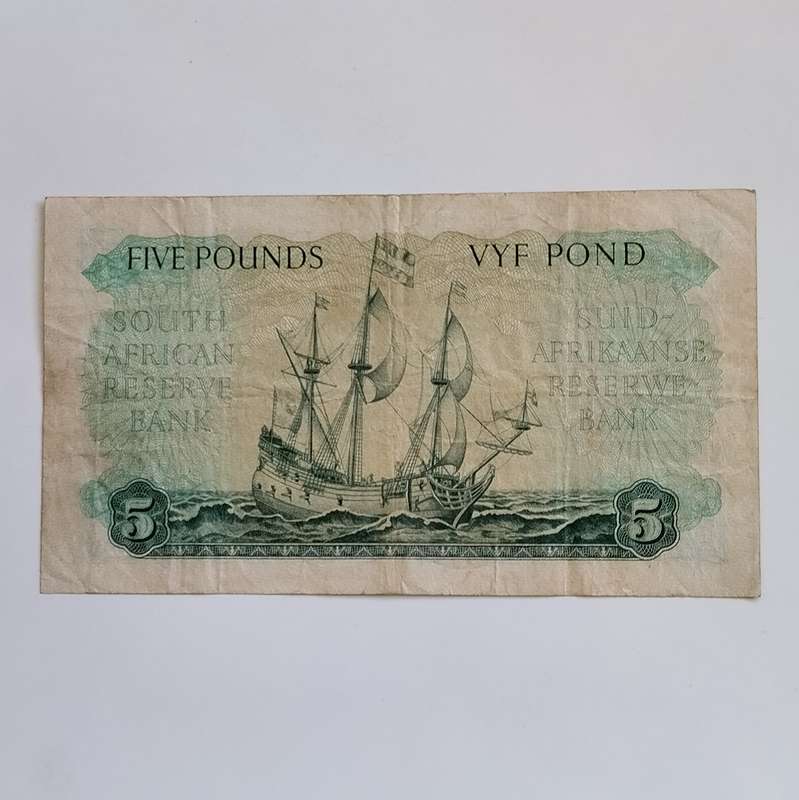 FIVE POUNDS
VYF POND
SOUTH
AFRICAN
RESERVE
BANK
SUID-
AFRIKAANSE
RESERWE-
BANK
5
5